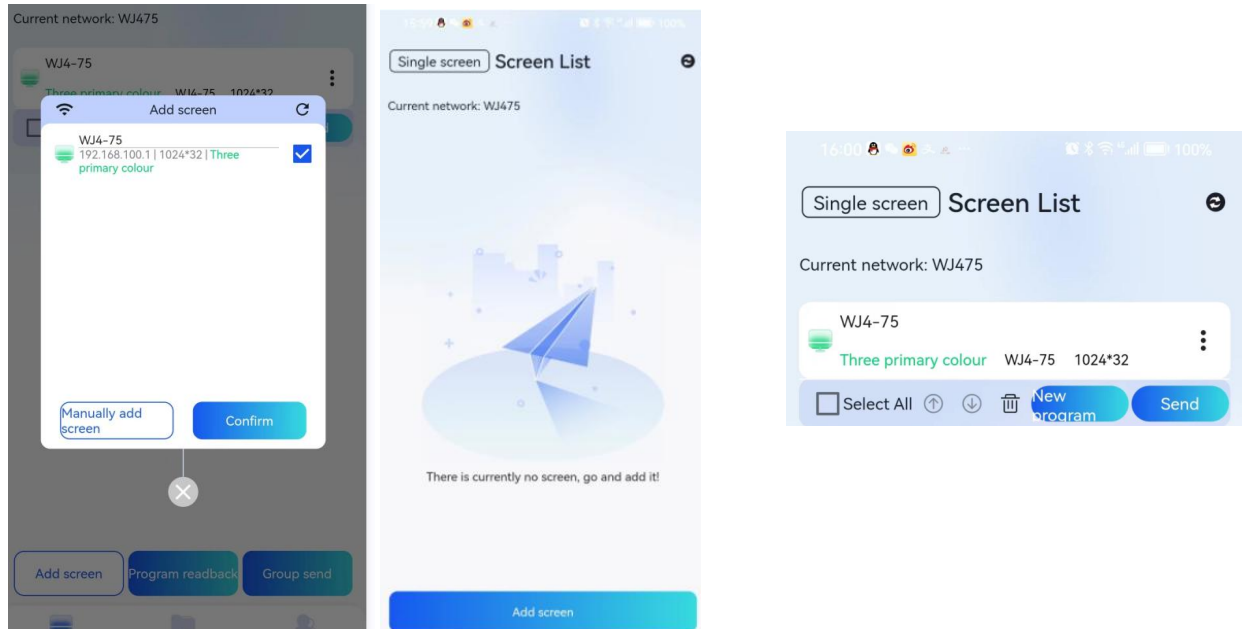 Current network: WJ475
WJ4-75
Three primary colour WJ4-75 1024*32
Add screen
WJ4-75
192.168.100.1 | 1024*32 | Three
primary colour
Manually add
screen
Confirm
Add screen
Program readback
Group send
15:59
100%
Single screen
Screen List
Current network: WJ475
There is currently no screen, go and add it!
Add screen
16:00
100%
Single screen
Screen List
Current network: WJ475
WJ4-75
Three primary colour WJ4-75 1024*32
Select All
New
program
Send